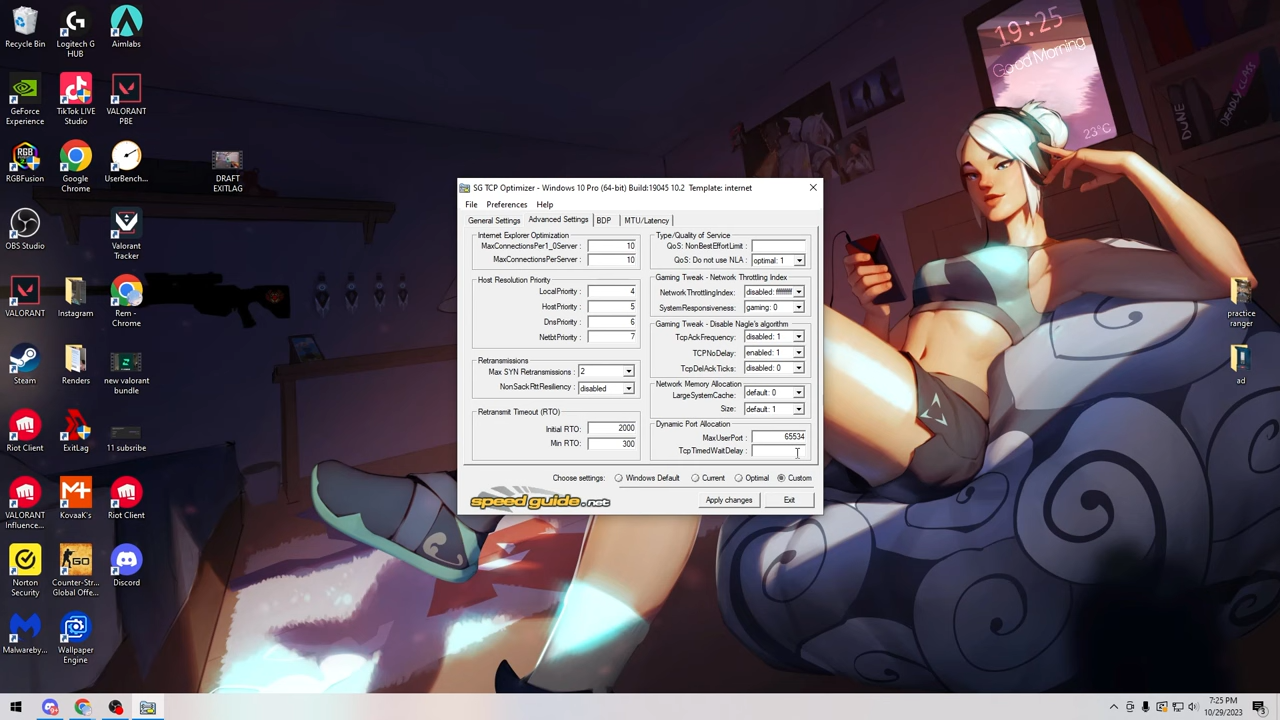 Recycle Bin
Logitech G
HUB
Aimlabs
GeForce
Experience
TikTok LIVE
Studio
VALORANT
PBE
RGBFusion
Google
Chrome
UserBench...
DRAFT
EXITLAG
OBS Studio
Valorant
Tracker
VALORANT
Instagram
Rem -
Chrome
Steam
Renders
new valorant
bundle
Riot Client
ExitLag
11 subsribe
VALORANT
Influence...
KovaaK's
Riot Client
Norton
Security
Counter-Str...
Global Offe...
Discord
Malwareby...
Wallpaper
Engine
19:25
Good Morning
23°C
DUNE
DEADLY CLASS
practice
ranger
ad
SG TCP Optimizer - Windows 10 Pro (64-bit) Build:19045 10.2 Template: internet
File Preferences Help
General Settings Advanced Settings BDP MTU/Latency
Internet Explorer Optimization
MaxConnectionsPer1_0Server : 10
MaxConnectionsPerServer : 10
Host Resolution Priority
LocalPriority : 4
HostPriority : 5
DnsPriority : 6
NetbtPriority : 7
Retransmissions
Max SYN Retransmissions : 2
NonSackRttResiliency : disabled
Retransmit Timeout (RTO)
Initial RTO: 2000
Min RTO: 300
Type/Quality of Service
QoS: NonBestEffortLimit :
QoS: Do not use NLA : optimal: 1
Gaming Tweak - Network Throttling Index
NetworkThrottlingIndex: disabled: ffffffff
SystemResponsiveness: gaming: 0
Gaming Tweak - Disable Nagle's algorithm
TcpAckFrequency: disabled: 1
TCPNoDelay: enabled: 1
TcpDelAckTicks: disabled: 0
Network Memory Allocation
LargeSystemCache: default: 0
Size: default: 1
Dynamic Port Allocation
MaxUserPort : 65534
TcpTimedWaitDelay :
Choose settings: Windows Default Current Optimal Custom
speedguide.net
Apply changes Exit
7:25 PM
10/29/2023
3